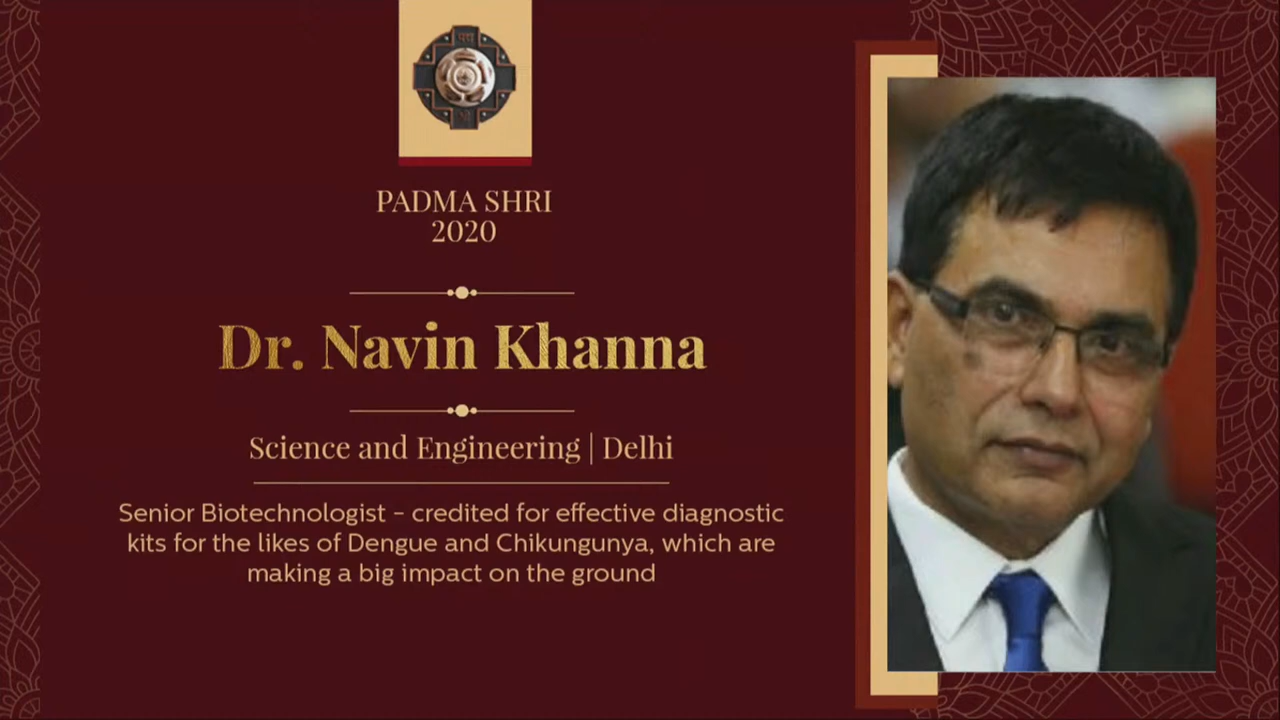 PADMA SHRI
2020
Dr. Navin Khanna
Science and Engineering | Delhi
Senior Biotechnologist – credited for effective diagnostic
kits for the likes of Dengue and Chikungunya, which are
making a big impact on the ground